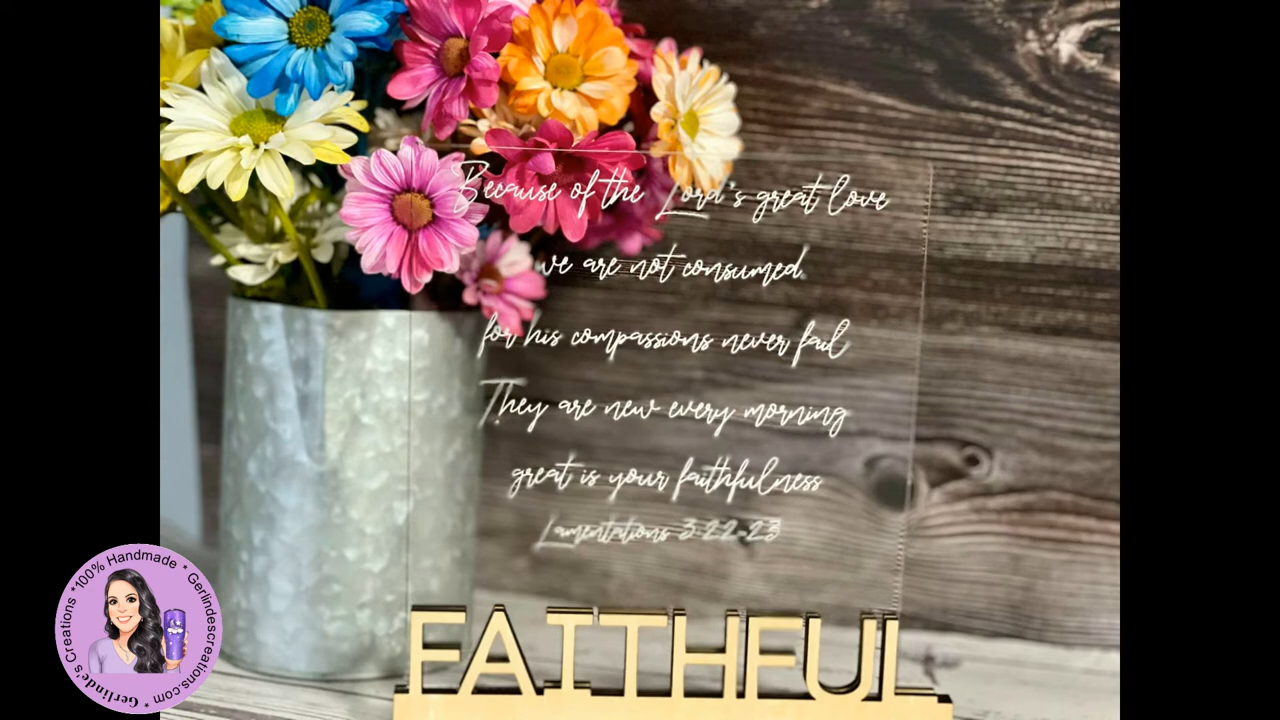 Because of the Lord's great love
we are not consumed,
for his compassions never fail
They are new every morning
great is your faithfulness
Lamentations 3:22-23
FAITHFUL
*100% Handmade * Gerlindescreations.com * Gerlinde's Creations